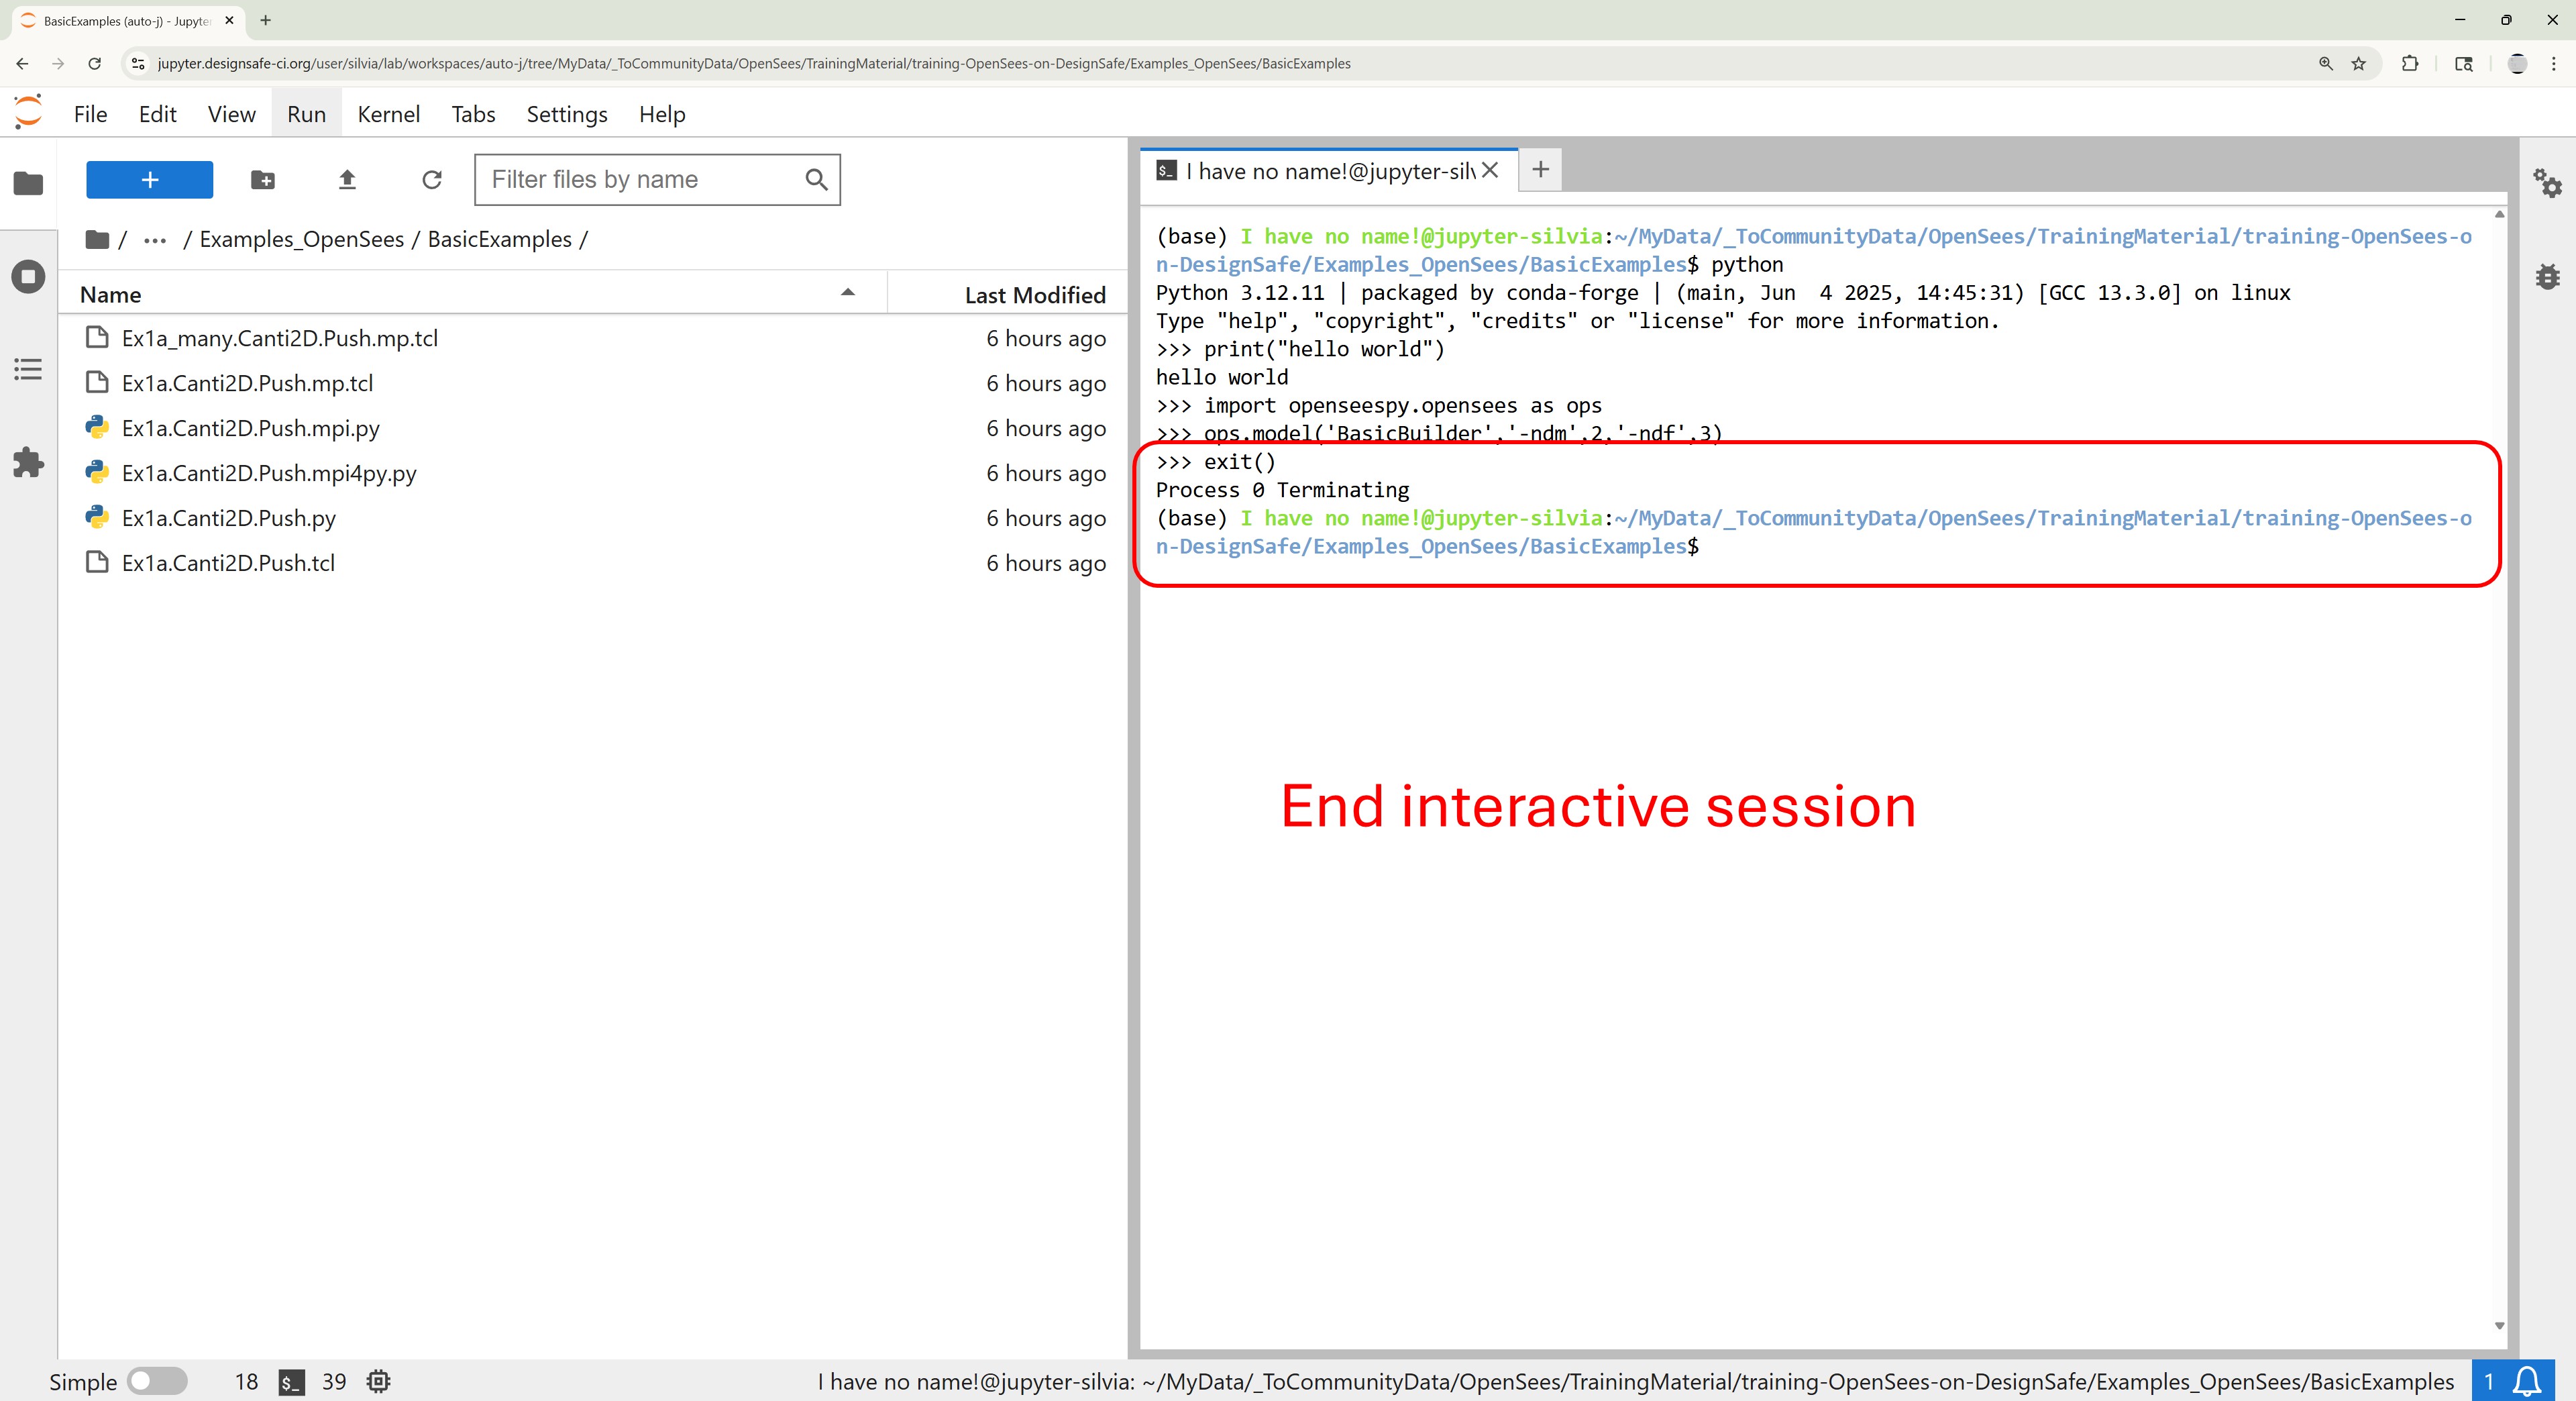 BasicExamples (auto-j) - Jupyte
jupyter.designsafe-ci.org/user/silvia/lab/workspaces/auto-j/tree/MyData/_ToCommunityData/OpenSees/TrainingMaterial/training-OpenSees-on-DesignSafe/Examples_OpenSees/BasicExamples
File Edit View Run Kernel Tabs Settings Help
Filter files by name
/ ... / Examples_OpenSees / BasicExamples /
Name Last Modified
Ex1a_many.Canti2D.Push.mp.tcl 6 hours ago
Ex1a.Canti2D.Push.mp.tcl 6 hours ago
Ex1a.Canti2D.Push.mpi.py 6 hours ago
Ex1a.Canti2D.Push.mpi4py.py 6 hours ago
Ex1a.Canti2D.Push.py 6 hours ago
Ex1a.Canti2D.Push.tcl 6 hours ago
$_ I have no name!@jupyter-silv
(base) I have no name!@jupyter-silvia:~/MyData/_ToCommunityData/OpenSees/TrainingMaterial/training-OpenSees-o
n-DesignSafe/Examples_OpenSees/BasicExamples$ python
Python 3.12.11 | packaged by conda-forge | (main, Jun  4 2025, 14:45:31) [GCC 13.3.0] on linux
Type "help", "copyright", "credits" or "license" for more information.
>>> print("hello world")
hello world
>>> import openseespy.opensees as ops
>>> ops.model('BasicBuilder','-ndm',2,'-ndf',3)
>>> exit()
Process 0 Terminating
(base) I have no name!@jupyter-silvia:~/MyData/_ToCommunityData/OpenSees/TrainingMaterial/training-OpenSees-o
n-DesignSafe/Examples_OpenSees/BasicExamples$
End interactive session
Simple 18 $_ 39 I have no name!@jupyter-silvia: ~/MyData/_ToCommunityData/OpenSees/TrainingMaterial/training-OpenSees-on-DesignSafe/Examples_OpenSees/BasicExamples 1